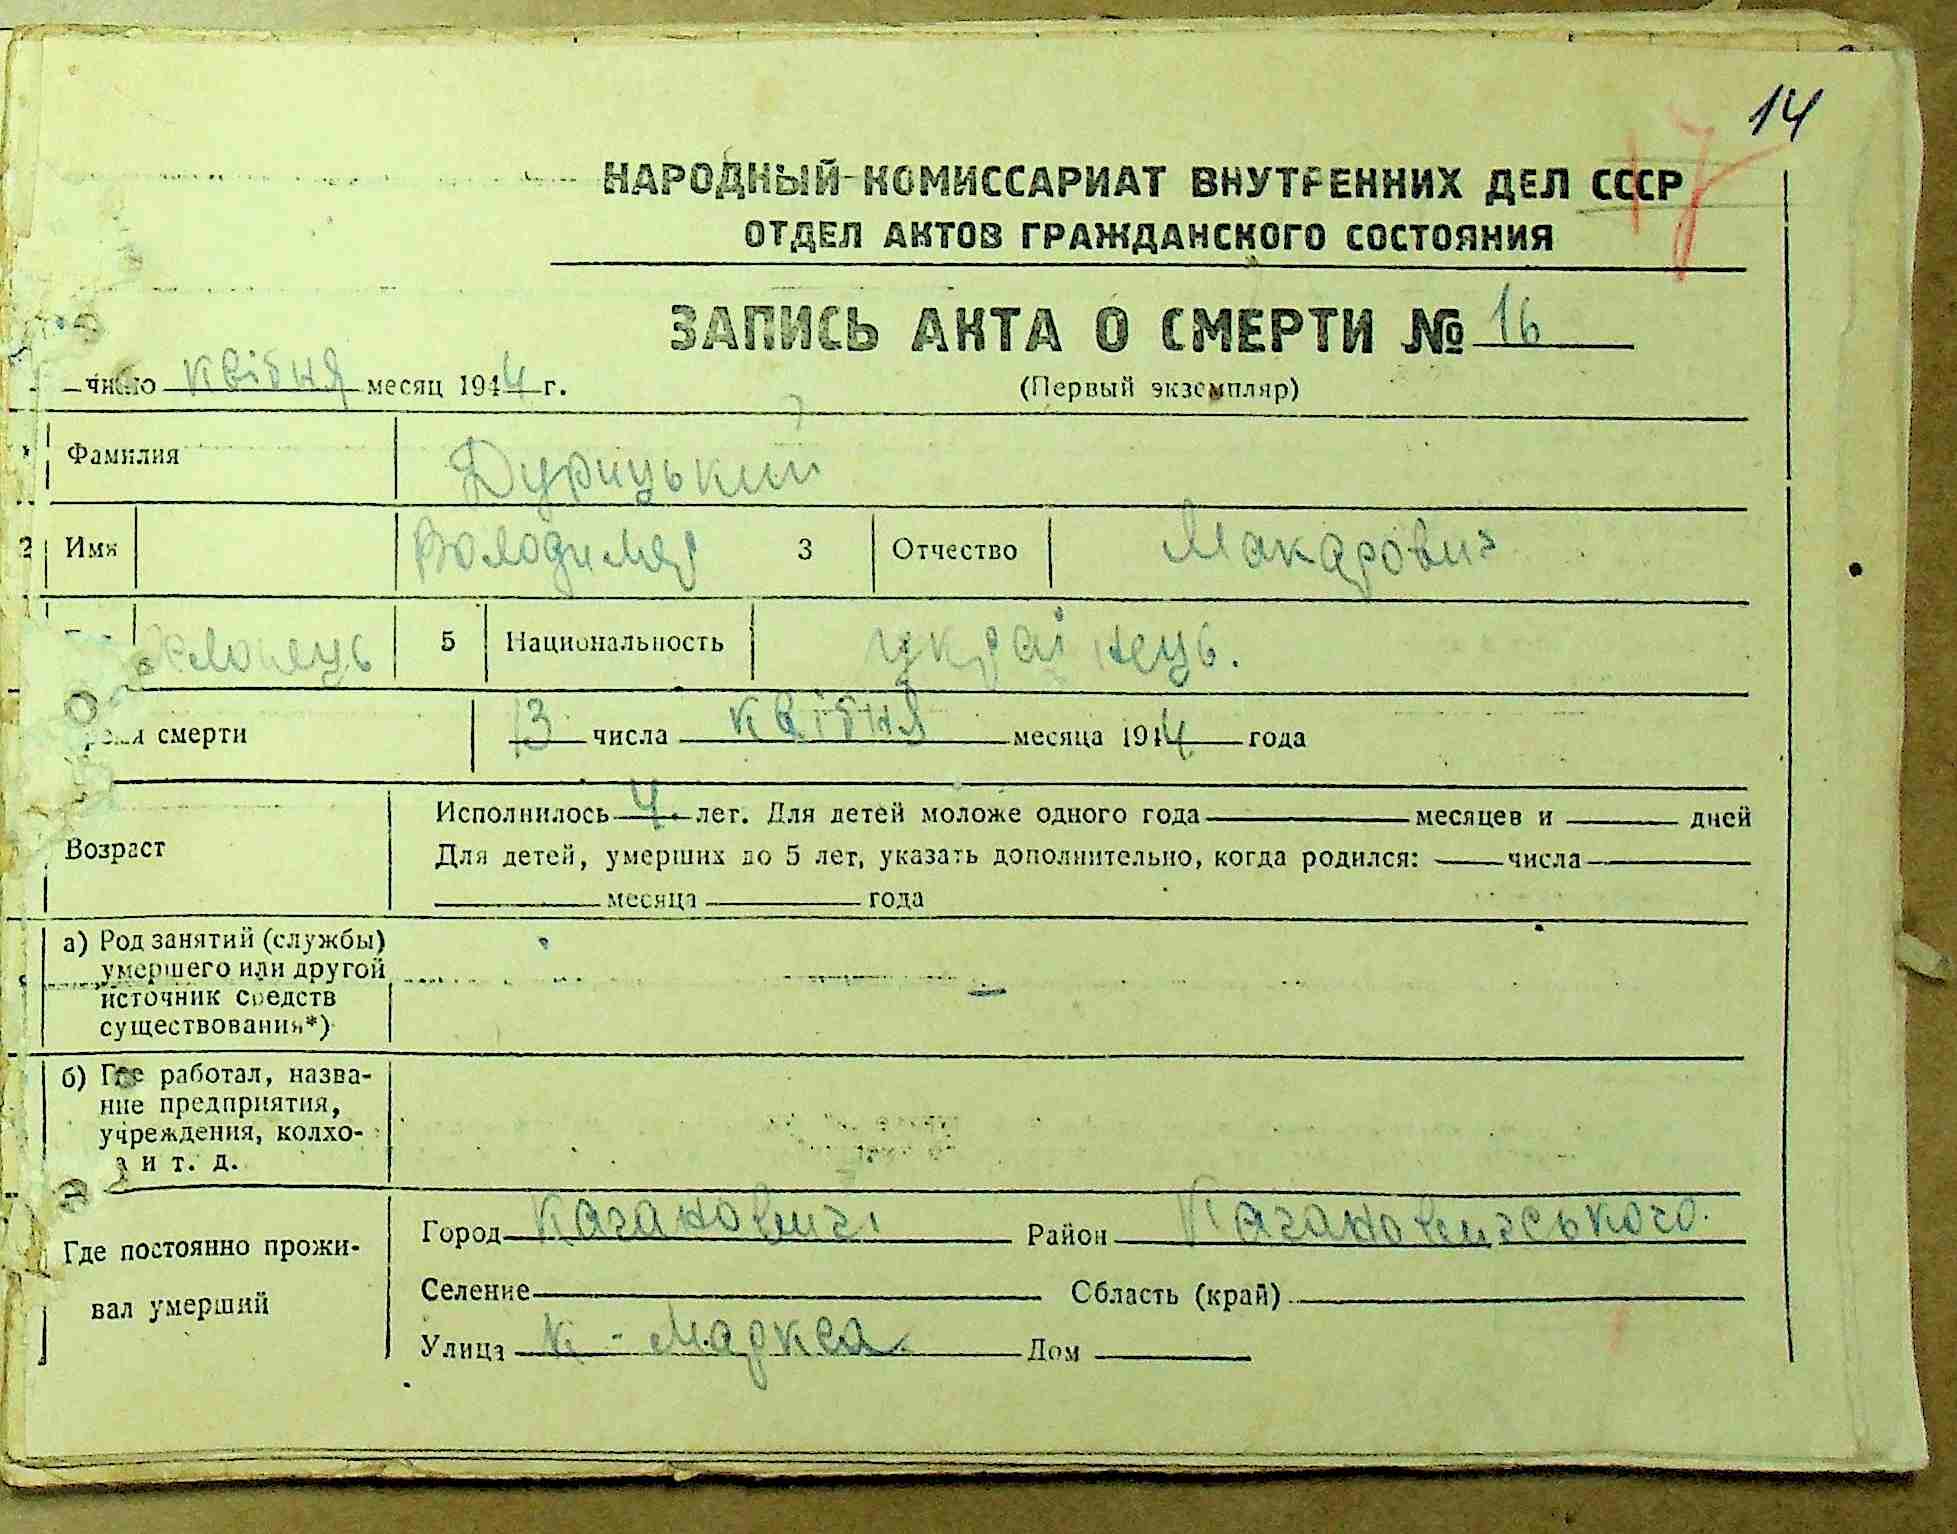 14
17
НАРОДНЫЙ КОМИССАРИАТ ВНУТРЕННИХ ДЕЛ СССР
ОТДЕЛ АКТОВ ГРАЖДАНСКОГО СОСТОЯНИЯ
ЗАПИСЬ АКТА О СМЕРТИ № 16
число квітня месяц 1944 г.
(Первый экземпляр)
Фамилия Дурицький
2 Имя Володимир 3 Отчество Макарович
хлопець 5 Национальность українець.
смерти 13 числа квітня месяца 1944 года
Возраст
Исполнилось 4 лет. Для детей моложе одного года месяцев и дней
Для детей, умерших до 5 лет, указать дополнительно, когда родился: числа
месяца года
а) Род занятий (службы)
умершего или другой
источник средств
существования*)
—
б) Где работал, назва-
ние предприятия,
учреждения, колхо-
а и т. д.
Где постоянно прожи-
вал умерший
Город Кагановичі Район Кагановичського.
Селение Область (край)
Улица К - Маркса Дом